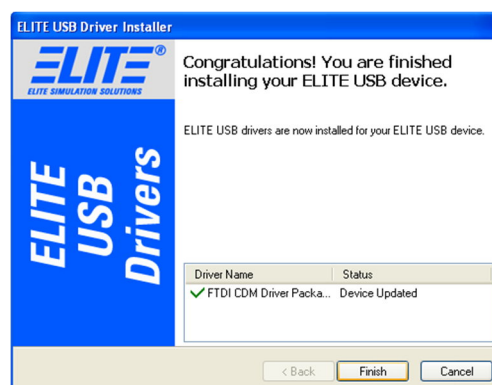 ELITE USB Driver Installer
ELITE®
ELITE SIMULATION SOLUTIONS
ELITE
USB
Drivers
Congratulations! You are finished
installing your ELITE USB device.
ELITE USB drivers are now installed for your ELITE USB device.
Driver Name Status
FTDI CDM Driver Packa... Device Updated
< Back Finish Cancel